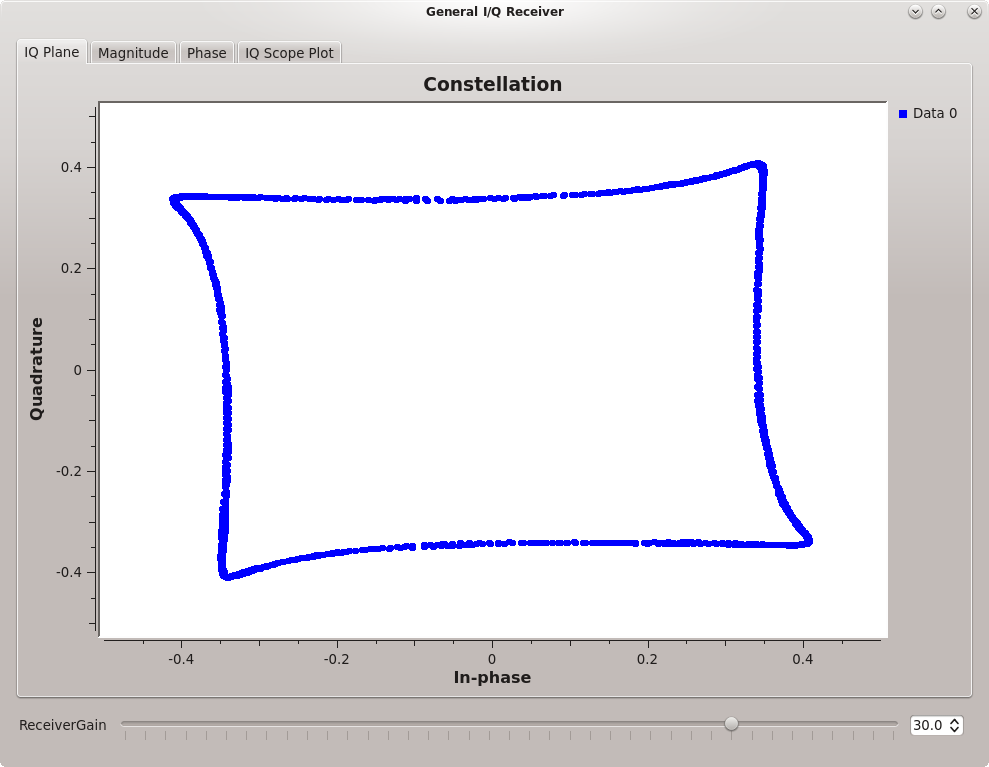 General I/Q Receiver
IQ Plane Magnitude Phase IQ Scope Plot
Constellation
Data 0
0.4
0.2
0
-0.2
-0.4
Quadrature
-0.4 -0.2 0 0.2 0.4
In-phase
ReceiverGain 30.0